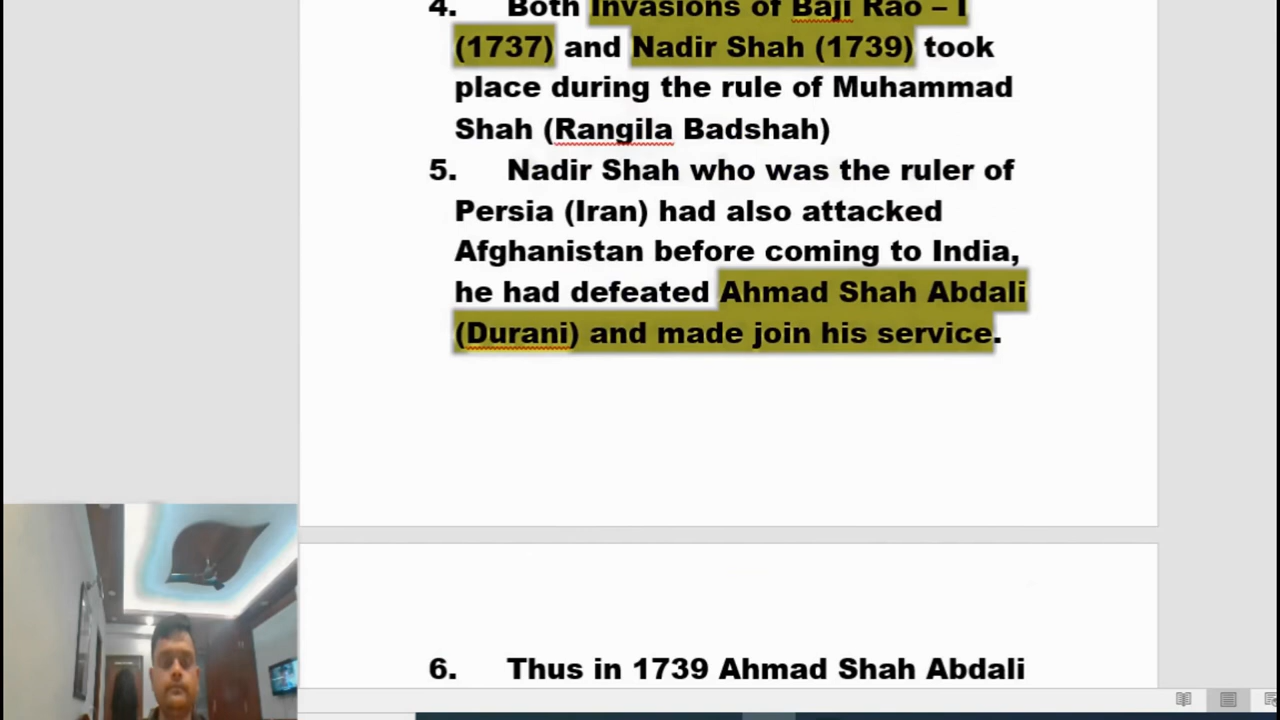 4. Both Invasions of Baji Rao – I
(1737) and Nadir Shah (1739) took
place during the rule of Muhammad
Shah (Rangila Badshah)
5. Nadir Shah who was the ruler of
Persia (Iran) had also attacked
Afghanistan before coming to India,
he had defeated Ahmad Shah Abdali
(Durani) and made join his service.
6. Thus in 1739 Ahmad Shah Abdali